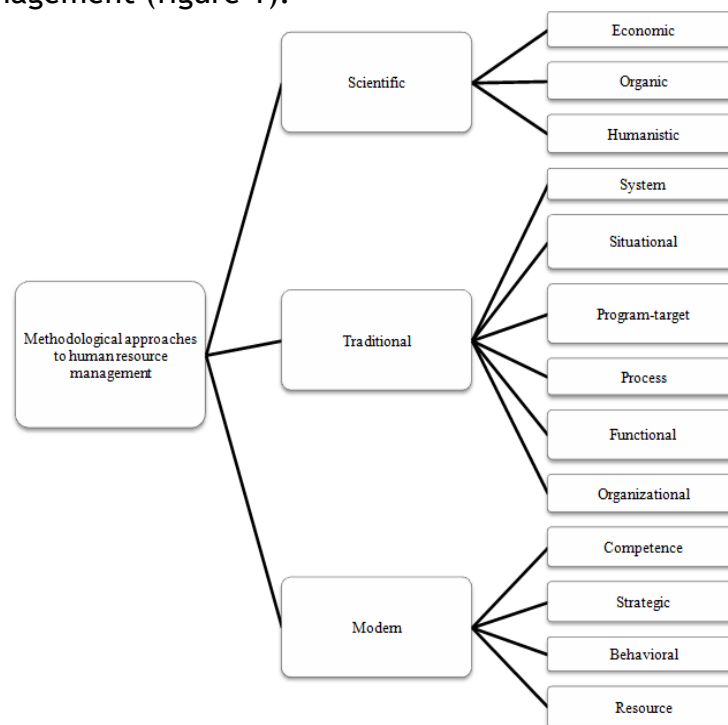 nagement (figure 1).
Economic
Scientific
Organic
Humanistic
System
Situational
Methodological approaches
to human resource
management
Traditional
Program-target
Process
Functional
Organizational
Competence
Modern
Strategic
Behavioral
Resource